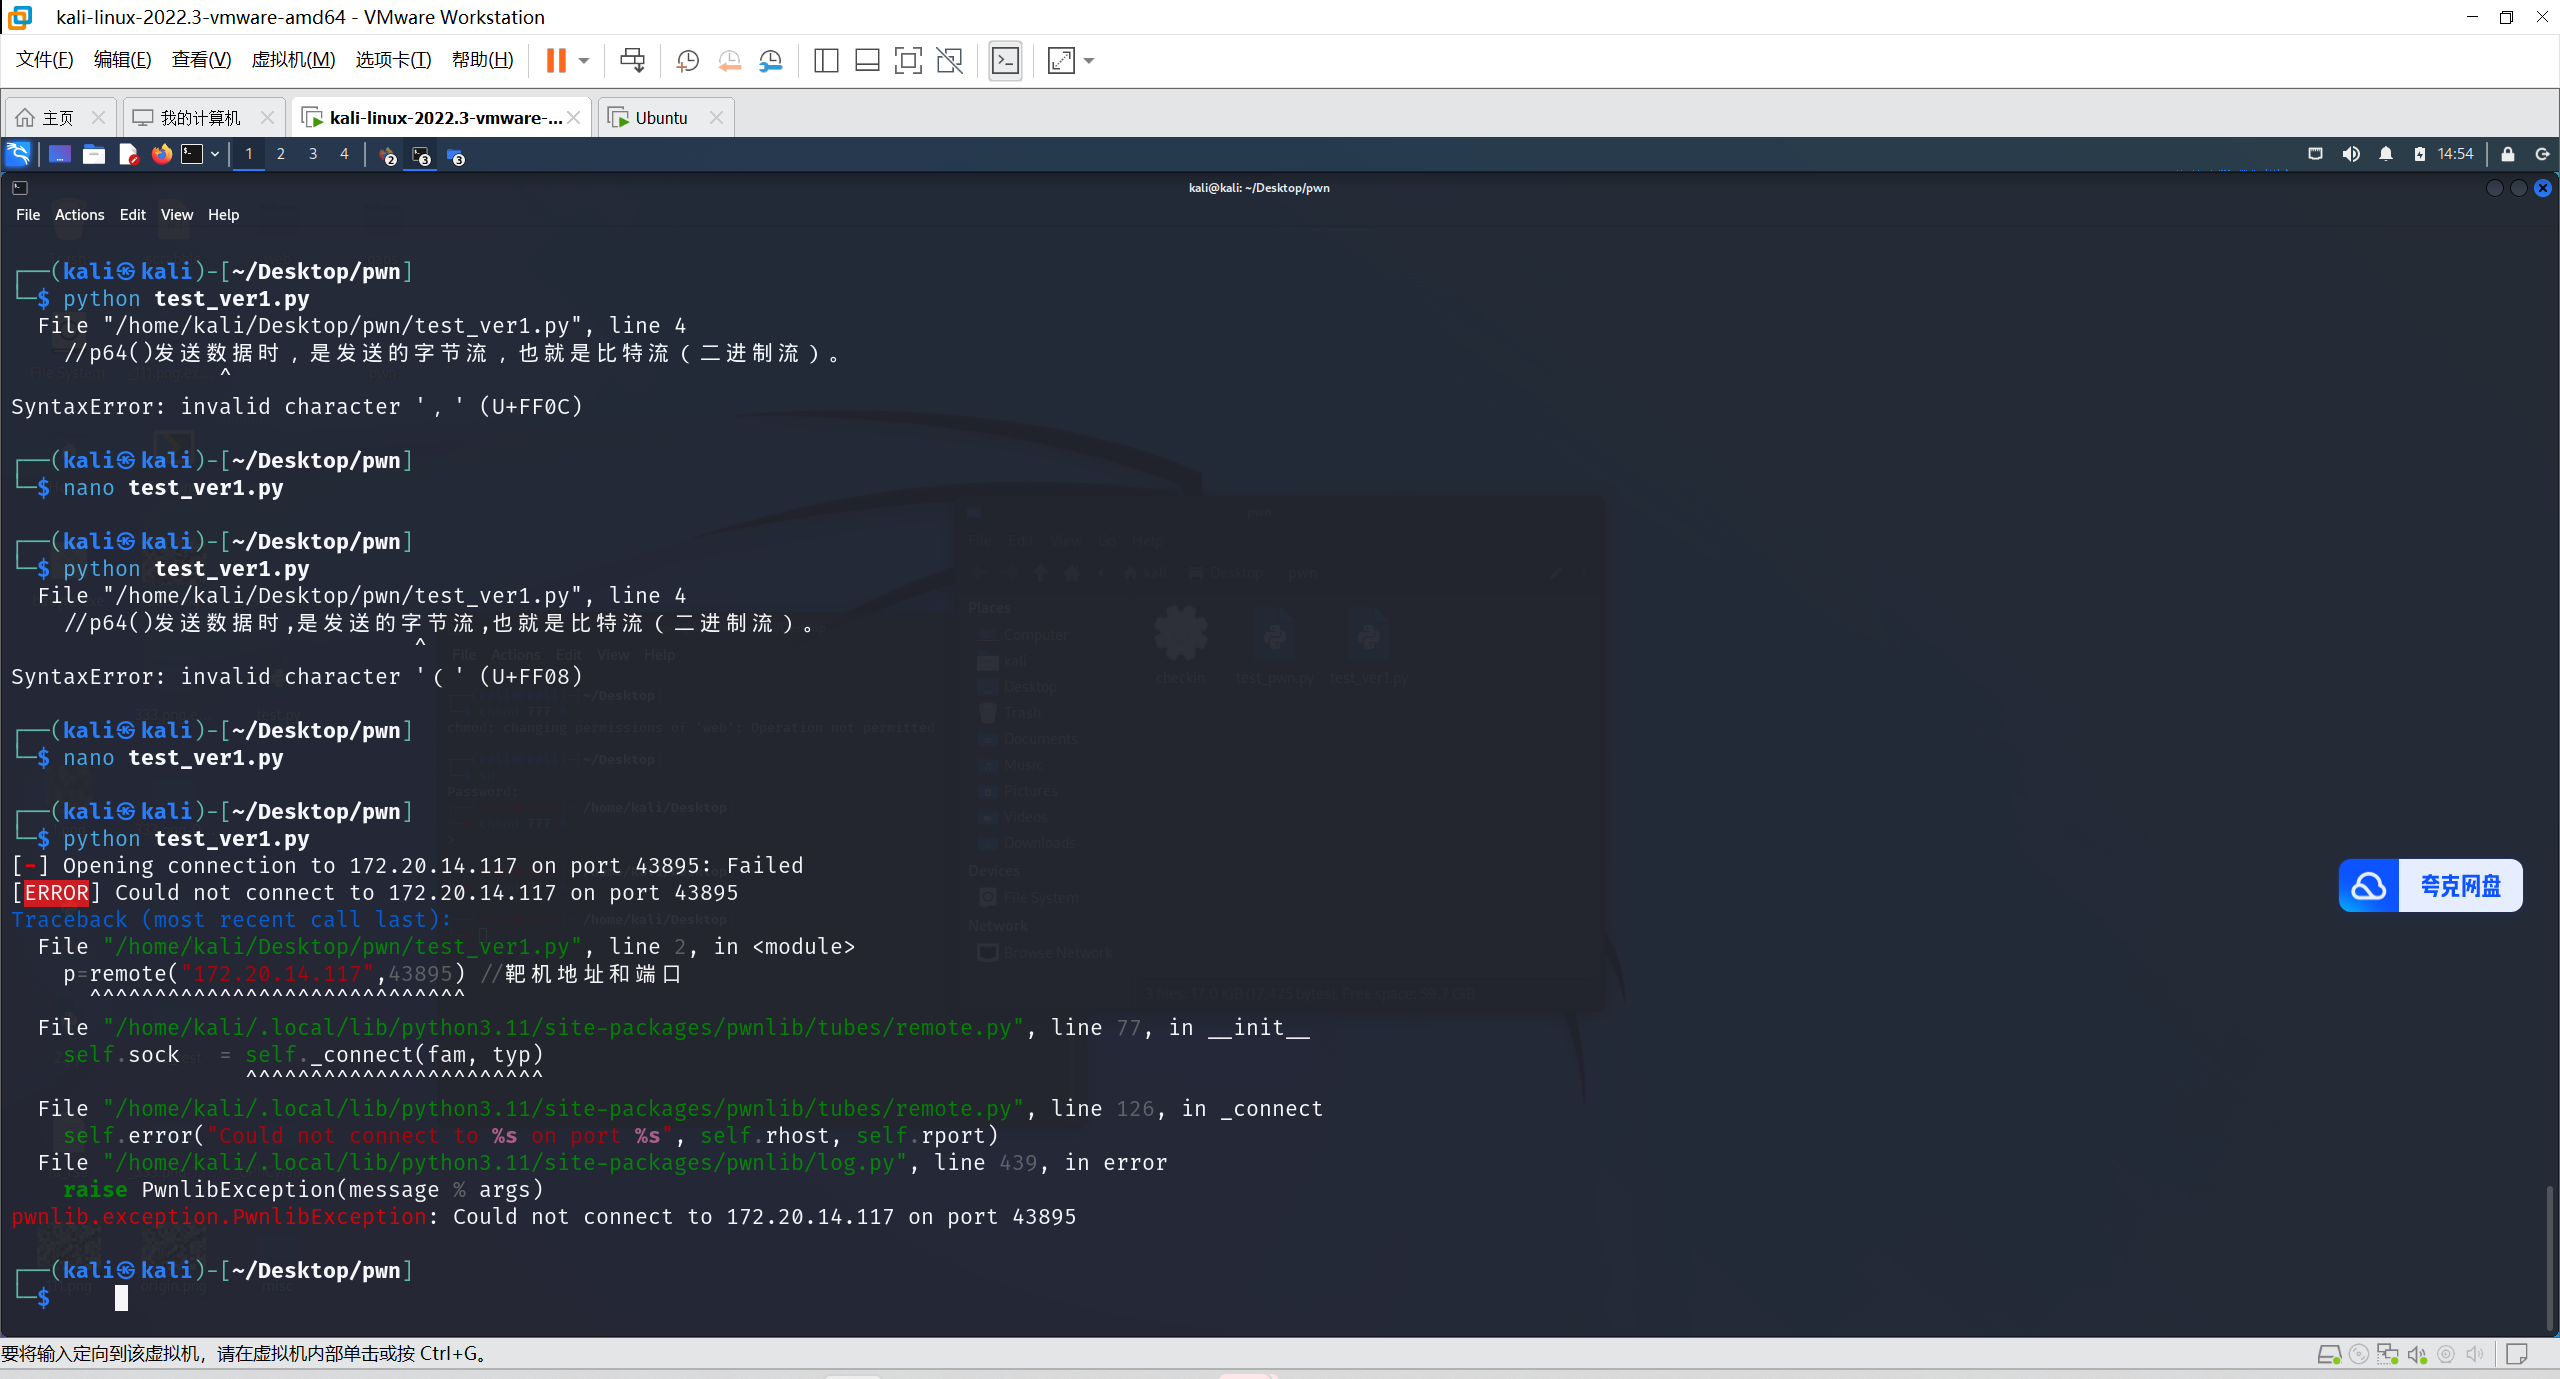 kali-linux-2022.3-vmware-amd64 - VMware Workstation
文件(F) 编辑(E) 查看(V) 虚拟机(M) 选项卡(T) 帮助(H)
主页 我的计算机 kali-linux-2022.3-vmware-... Ubuntu
1 2 3 4 2 3 3 14:54
kali@kali: ~/Desktop/pwn
File Actions Edit View Help
┌──(kali㉿kali)-[~/Desktop/pwn]
└─$ python test_ver1.py
File "/home/kali/Desktop/pwn/test_ver1.py", line 4
//p64()发送数据时，是发送的字节流，也就是比特流（二进制流）。
^
SyntaxError: invalid character '，' (U+FF0C)
┌──(kali㉿kali)-[~/Desktop/pwn]
└─$ nano test_ver1.py
┌──(kali㉿kali)-[~/Desktop/pwn]
└─$ python test_ver1.py
File "/home/kali/Desktop/pwn/test_ver1.py", line 4
//p64()发送数据时,是发送的字节流,也就是比特流（二进制流）。
^
SyntaxError: invalid character '（' (U+FF08)
┌──(kali㉿kali)-[~/Desktop/pwn]
└─$ nano test_ver1.py
┌──(kali㉿kali)-[~/Desktop/pwn]
└─$ python test_ver1.py
[-] Opening connection to 172.20.14.117 on port 43895: Failed
[ERROR] Could not connect to 172.20.14.117 on port 43895
Traceback (most recent call last):
File "/home/kali/Desktop/pwn/test_ver1.py", line 2, in <module>
p=remote("172.20.14.117",43895) //靶机地址和端口
^^^^^^^^^^^^^^^^^^^^^^^^^^^^^
File "/home/kali/.local/lib/python3.11/site-packages/pwnlib/tubes/remote.py", line 77, in __init__
self.sock = self._connect(fam, typ)
^^^^^^^^^^^^^^^^^^^^^^^
File "/home/kali/.local/lib/python3.11/site-packages/pwnlib/tubes/remote.py", line 126, in _connect
self.error("Could not connect to %s on port %s", self.rhost, self.rport)
File "/home/kali/.local/lib/python3.11/site-packages/pwnlib/log.py", line 439, in error
raise PwnlibException(message % args)
pwnlib.exception.PwnlibException: Could not connect to 172.20.14.117 on port 43895
┌──(kali㉿kali)-[~/Desktop/pwn]
└─$
夸克网盘
要将输入定向到该虚拟机，请在虚拟机内部单击或按 Ctrl+G。